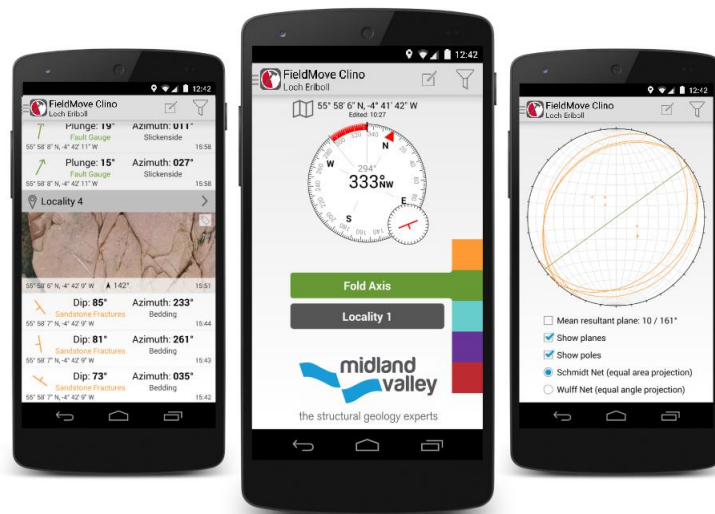 12:42
FieldMove Clino
Loch Eriboll
Plunge: 19° Azimuth: 011°
Fault Gauge Slickenside
55° 58' 8" N, -4° 42' 11" W 15:58
Plunge: 15° Azimuth: 027°
Fault Gauge Slickenside
55° 58' 8" N, -4° 42' 11" W 15:58
Locality 4
55° 58' 6" N, -4° 42' 9" W 142° 15:51
Dip: 85° Azimuth: 233°
Sandstone Fractures Bedding
55° 58' 7" N, -4° 42' 9" W 15:44
Dip: 81° Azimuth: 261°
Sandstone Fractures Bedding
55° 58' 7" N, -4° 42' 9" W 15:43
Dip: 73° Azimuth: 035°
Sandstone Fractures Bedding
55° 58' 7" N, -4° 42' 9" W 15:42
12:42
FieldMove Clino
Loch Eriboll
55° 58' 6" N, -4° 41' 42" W
Edited: 10:27
N
W
294°
333°NW
E
S
Fold Axis
Locality 1
midland
valley
the structural geology experts
12:42
FieldMove Clino
Loch Eriboll
Mean resultant plane: 10 / 161°
Show planes
Show poles
Schmidt Net (equal area projection)
Wulff Net (equal angle projection)